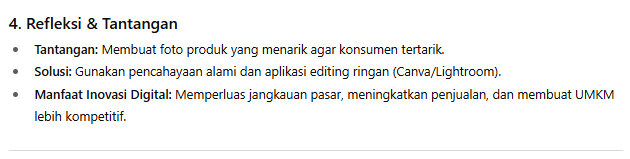 4. Refleksi & Tantangan
• Tantangan: Membuat foto produk yang menarik agar konsumen tertarik.
• Solusi: Gunakan pencahayaan alami dan aplikasi editing ringan (Canva/Lightroom).
• Manfaat Inovasi Digital: Memperluas jangkauan pasar, meningkatkan penjualan, dan membuat UMKM
lebih kompetitif.